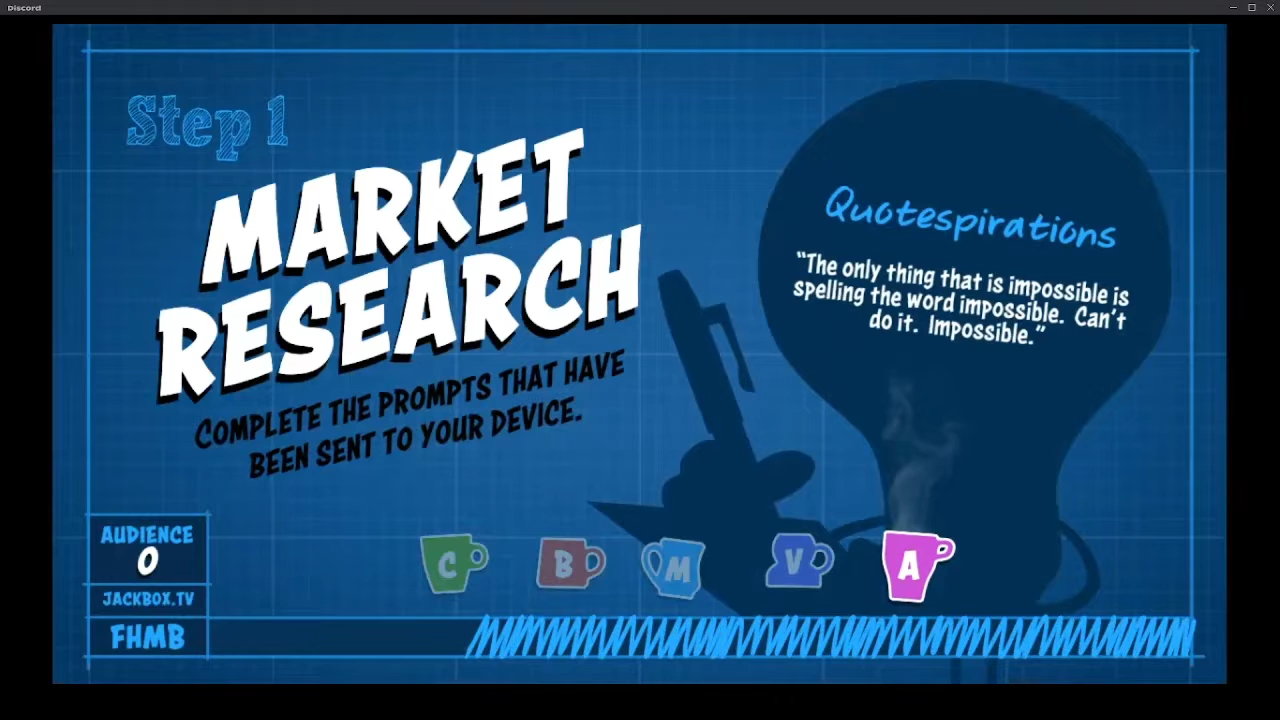 Discord
Step 1
MARKET
RESEARCH
COMPLETE THE PROMPTS THAT HAVE
BEEN SENT TO YOUR DEVICE.
Quotespirations
“The only thing that is impossible is
spelling the word impossible. Can’t
do it. Impossible.”
AUDIENCE
0
JACKBOX.TV
FHMB
C
B
M
V
A